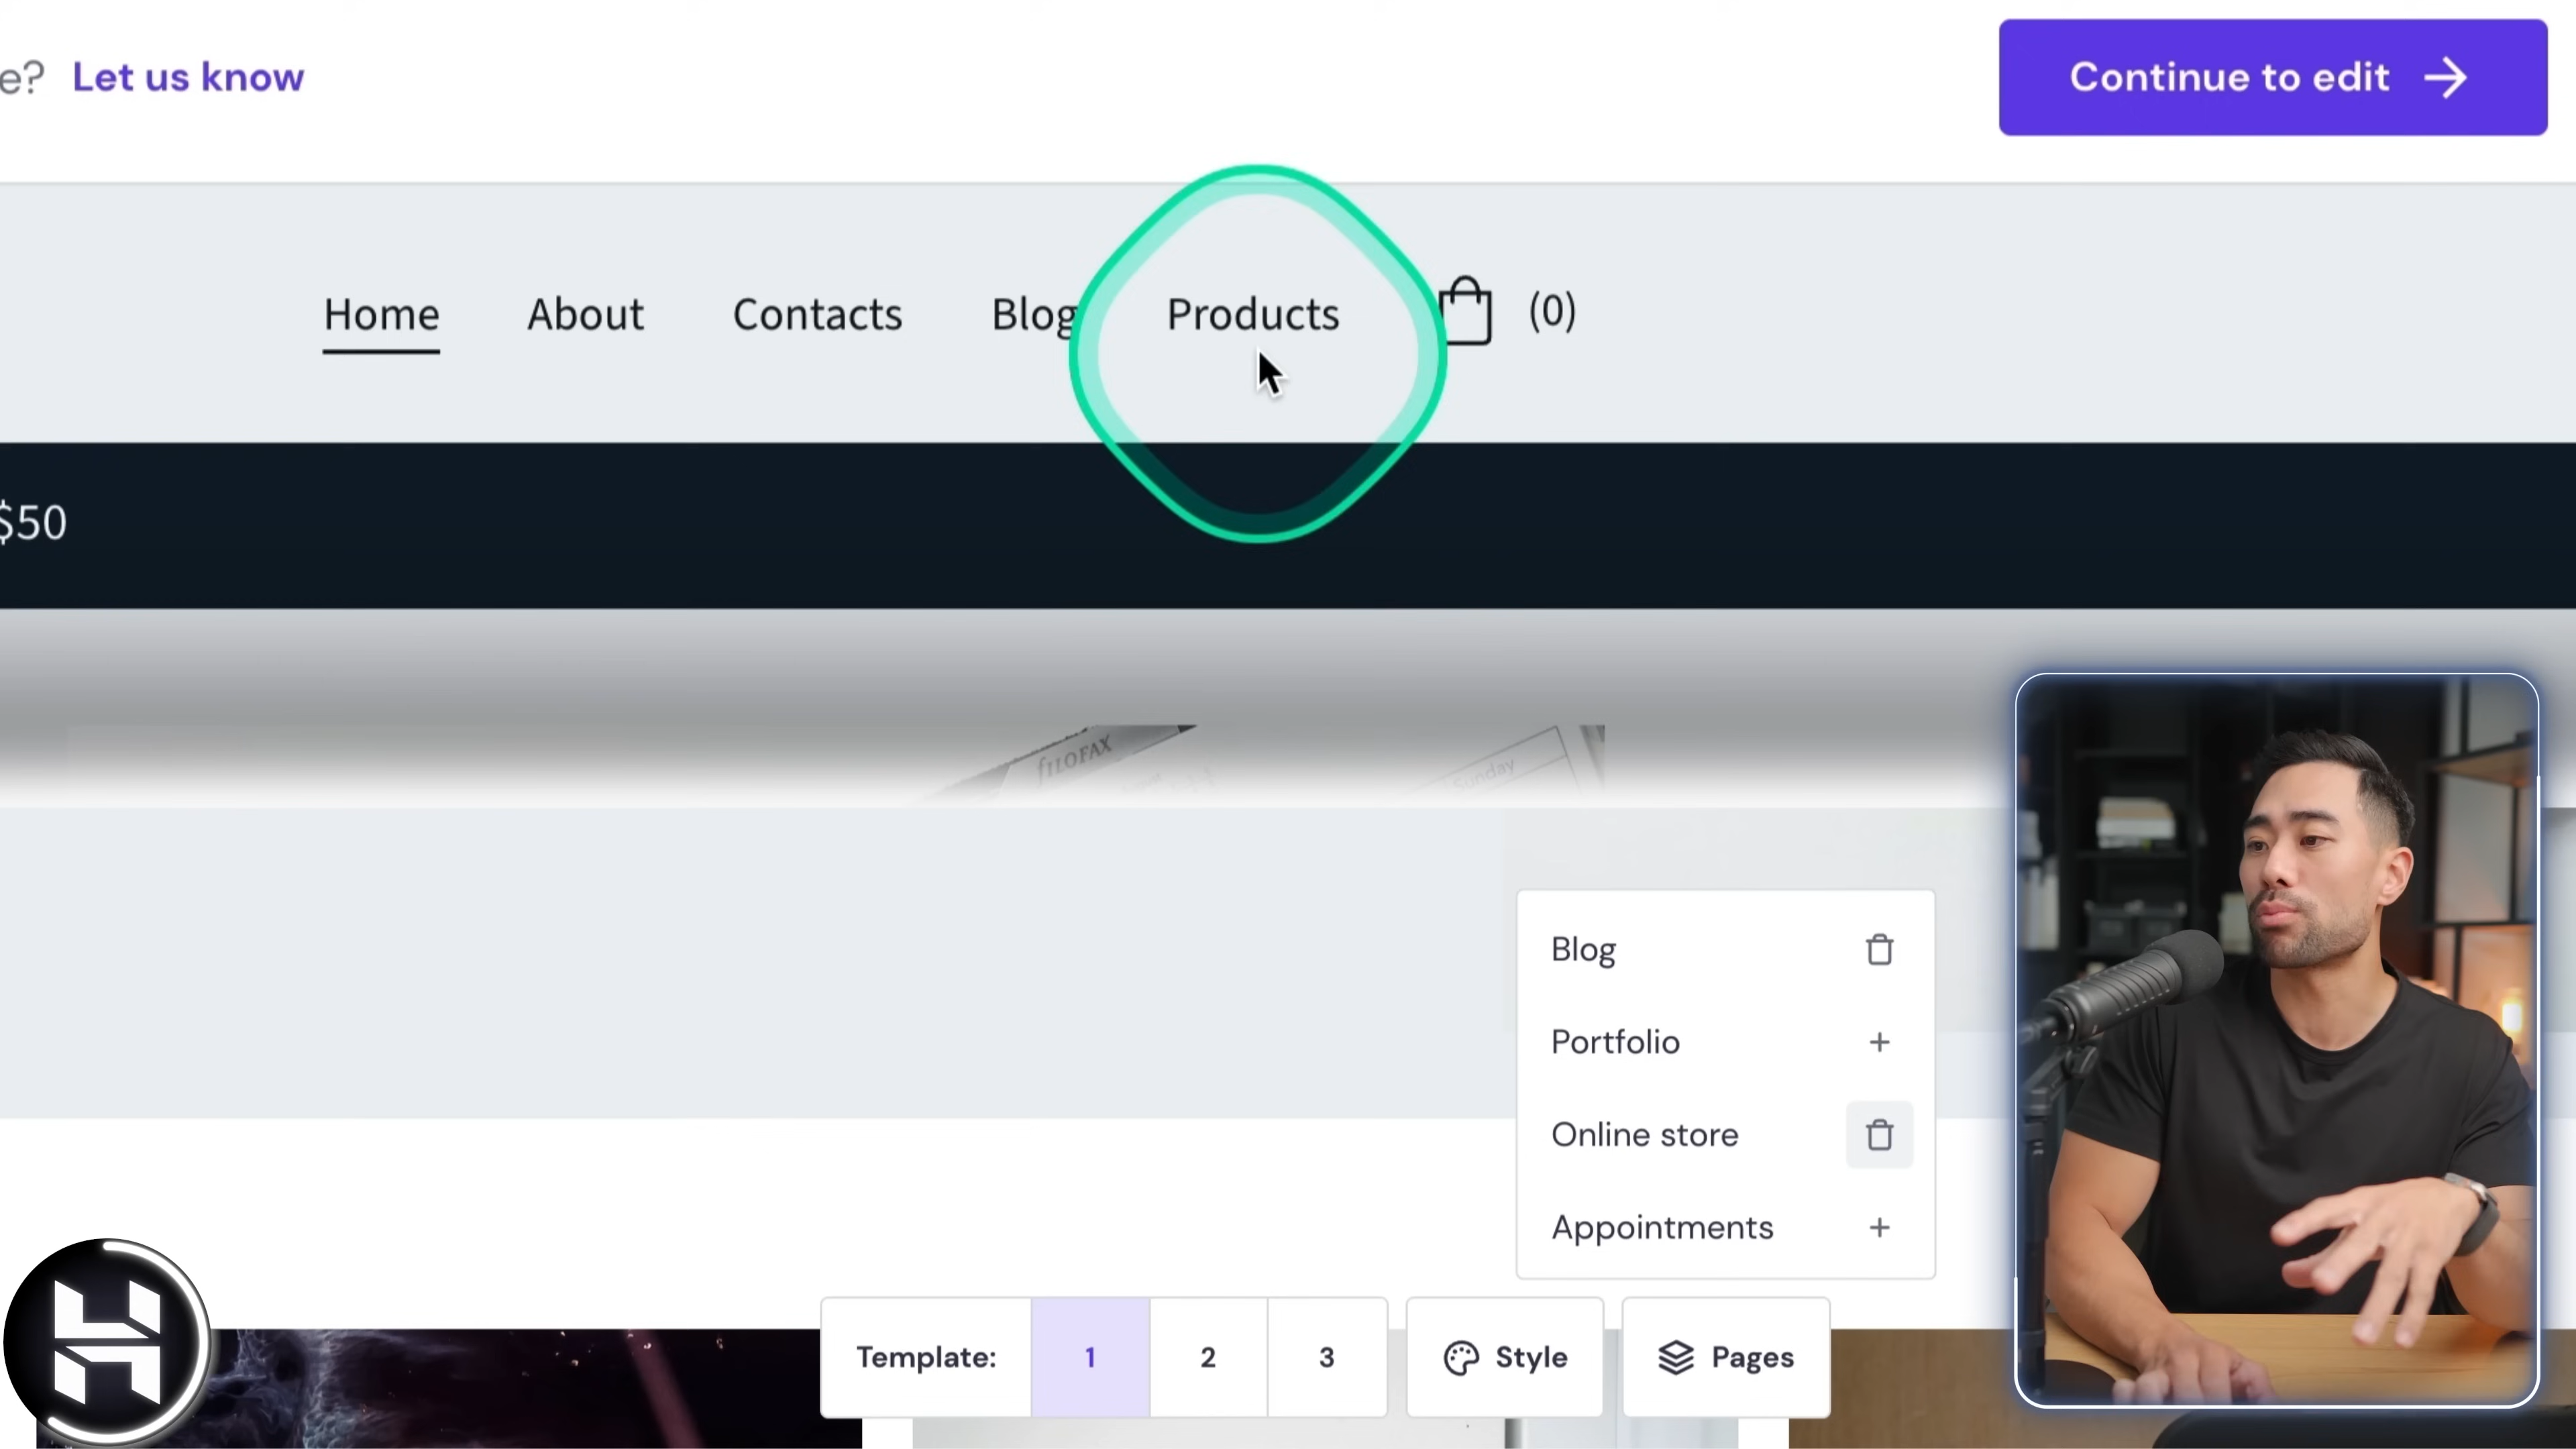 e? Let us know
Continue to edit
Home About Contacts Blog Products (0)
$50
fILOFAX
Sunday
Blog
Portfolio
Online store
Appointments
Template: 1 2 3 Style Pages